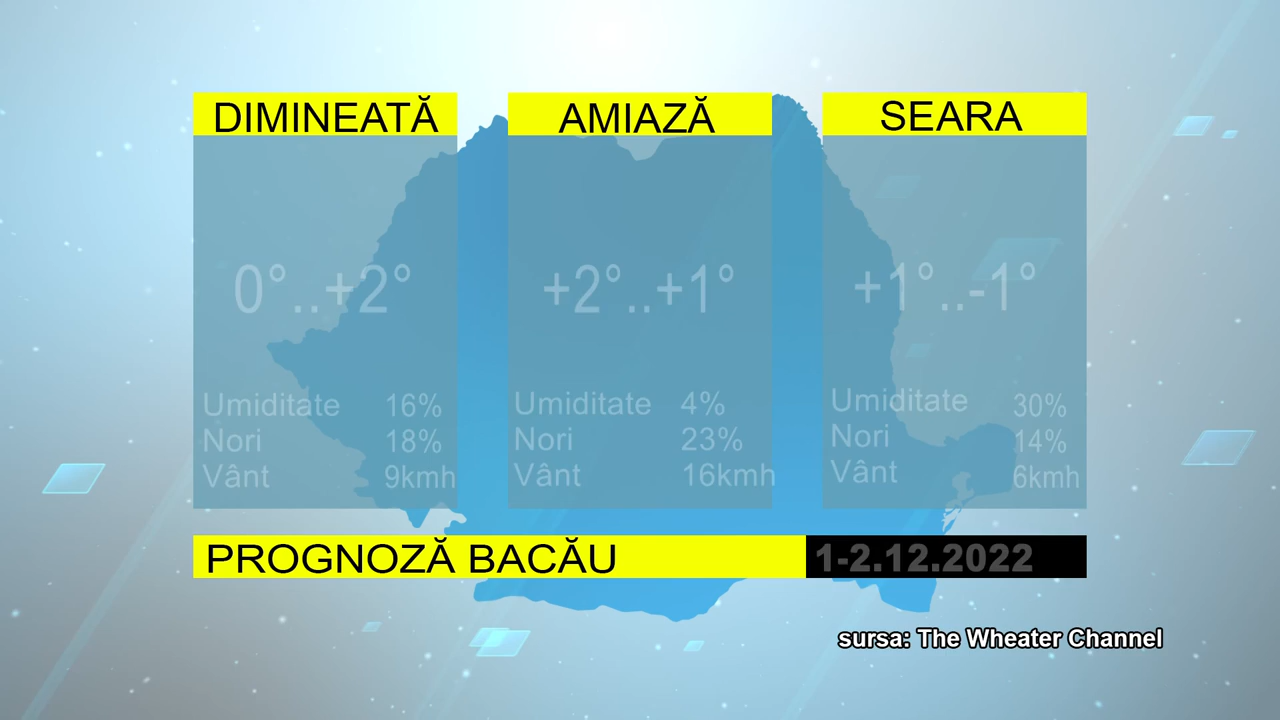 DIMINEATĂ
0°..+2°
Umiditate 16%
Nori 18%
Vânt 9kmh
AMIAZĂ
+2°..+1°
Umiditate 4%
Nori 23%
Vânt 16kmh
SEARA
+1°..-1°
Umiditate 30%
Nori 14%
Vânt 6kmh
PROGNOZĂ BACĂU 1-2.12.2022
sursa: The Wheater Channel